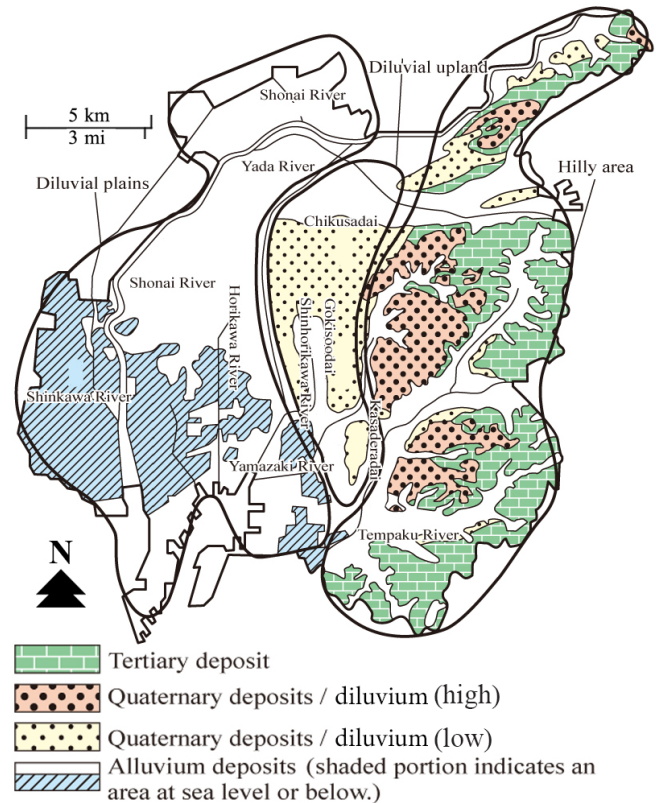 Shonai River
Diluvial upland
5 km
3 mi
Yada River
Hilly area
Diluvial plains
Chikusadai
Shonai River
Horikawa River
Shinhorikawa River
Gokisōodai
Shinkawa River
Kasaderadai
Yamazaki River
Tempaku River
N
Tertiary deposit
Quaternary deposits / diluvium (high)
Quaternary deposits / diluvium (low)
Alluvium deposits (shaded portion indicates an
area at sea level or below.)